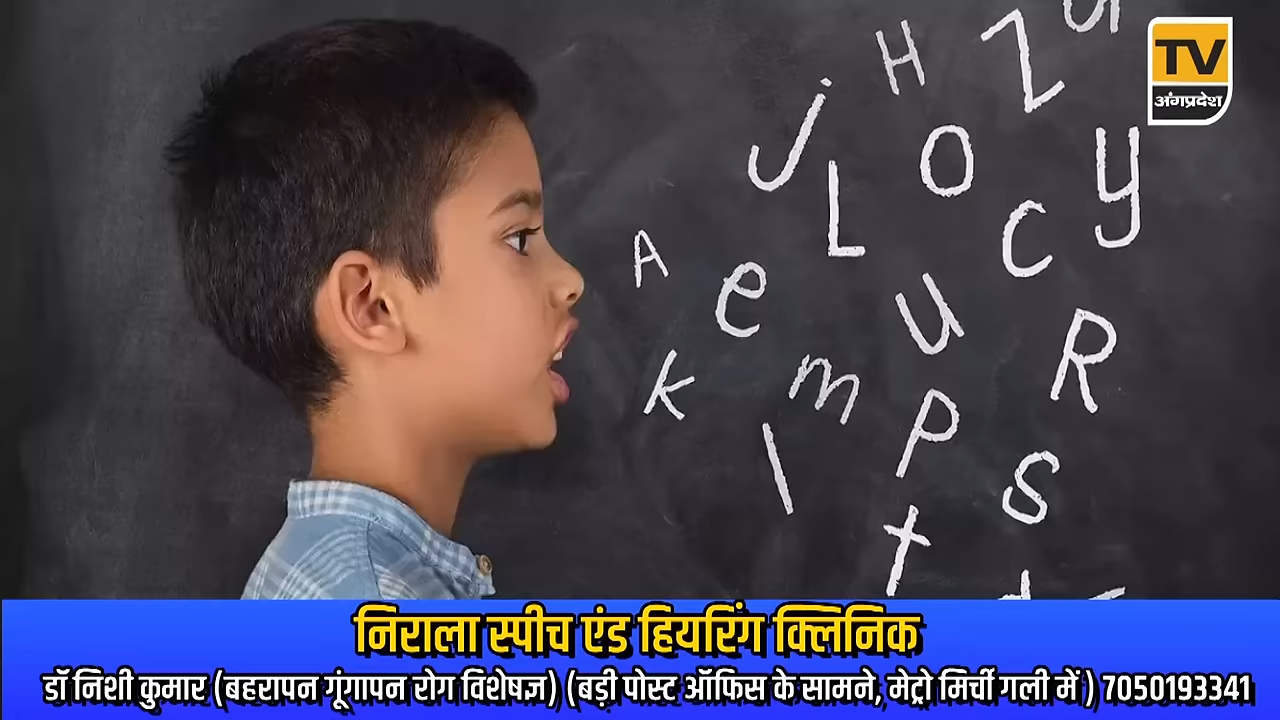 H Z
TV
अंगप्रदेश
J O y
L C
A e u
R
K m
P
l S
t
निराला स्पीच एंड हियरिंग क्लिनिक
डॉ निशी कुमार (बहरापन गूंगापन रोग विशेषज्ञ) (बड़ी पोस्ट ऑफिस के सामने, मेट्रो मिर्ची गली में ) 7050193341